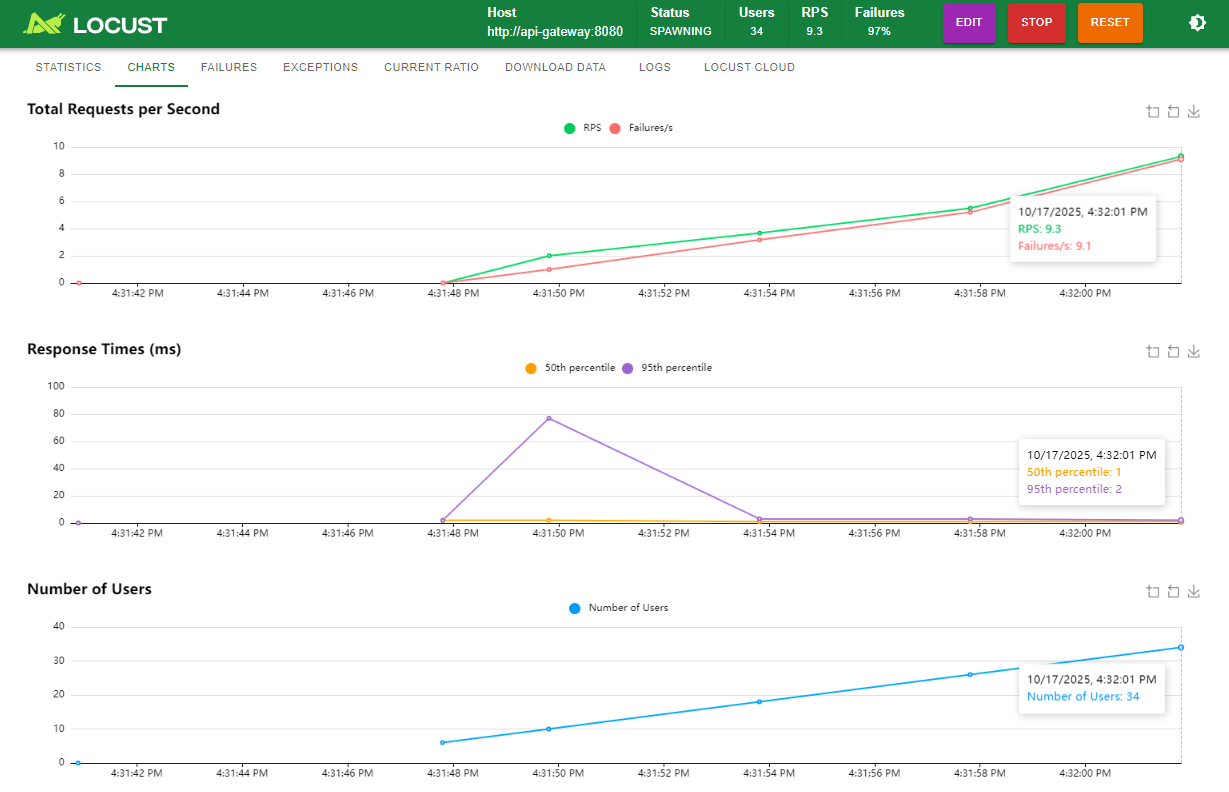 LOCUST
Host Status Users RPS Failures
http://api-gateway:8080 SPAWNING 34 9.3 97%
EDIT STOP RESET
STATISTICS CHARTS FAILURES EXCEPTIONS CURRENT RATIO DOWNLOAD DATA LOGS LOCUST CLOUD
Total Requests per Second
RPS Failures/s
10
8
6
4
2
0
10/17/2025, 4:32:01 PM
RPS: 9.3
Failures/s: 9.1
4:31:42 PM 4:31:44 PM 4:31:46 PM 4:31:48 PM 4:31:50 PM 4:31:52 PM 4:31:54 PM 4:31:56 PM 4:31:58 PM 4:32:00 PM
Response Times (ms)
50th percentile 95th percentile
100
80
60
40
20
0
10/17/2025, 4:32:01 PM
50th percentile: 1
95th percentile: 2
4:31:42 PM 4:31:44 PM 4:31:46 PM 4:31:48 PM 4:31:50 PM 4:31:52 PM 4:31:54 PM 4:31:56 PM 4:31:58 PM 4:32:00 PM
Number of Users
Number of Users
40
30
20
10
0
10/17/2025, 4:32:01 PM
Number of Users: 34
4:31:42 PM 4:31:44 PM 4:31:46 PM 4:31:48 PM 4:31:50 PM 4:31:52 PM 4:31:54 PM 4:31:56 PM 4:31:58 PM 4:32:00 PM